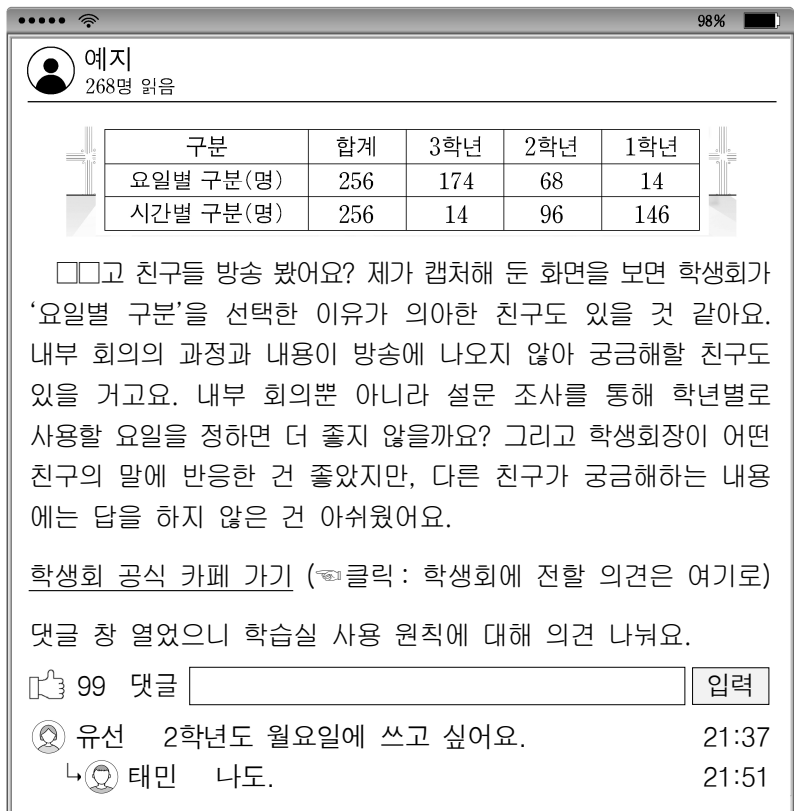 98%
예지
268명 읽음
구분 합계 3학년 2학년 1학년
요일별 구분(명) 256 174 68 14
시간별 구분(명) 256 14 96 146
□□고 친구들 방송 봤어요? 제가 캡처해 둔 화면을 보면 학생회가
‘요일별 구분’을 선택한 이유가 의아한 친구도 있을 것 같아요.
내부 회의의 과정과 내용이 방송에 나오지 않아 궁금해할 친구도
있을 거고요. 내부 회의뿐 아니라 설문 조사를 통해 학년별로
사용할 요일을 정하면 더 좋지 않을까요? 그리고 학생회장이 어떤
친구의 말에 반응한 건 좋았지만, 다른 친구가 궁금해하는 내용
에는 답을 하지 않은 건 아쉬웠어요.
학생회 공식 카페 가기 (☜클릭: 학생회에 전할 의견은 여기로)
댓글 창 열었으니 학습실 사용 원칙에 대해 의견 나눠요.
99 댓글 입력
유선 2학년도 월요일에 쓰고 싶어요. 21:37
태민 나도. 21:51